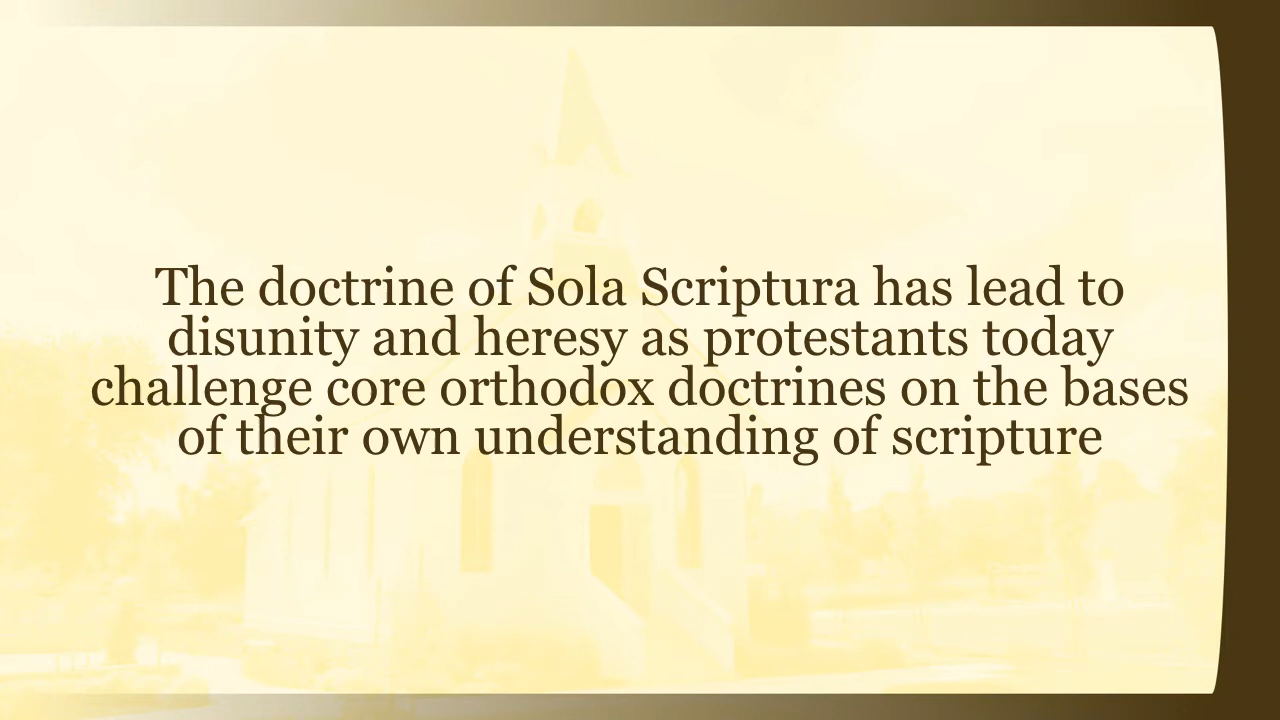 The doctrine of Sola Scriptura has lead to
disunity and heresy as protestants today
challenge core orthodox doctrines on the bases
of their own understanding of scripture